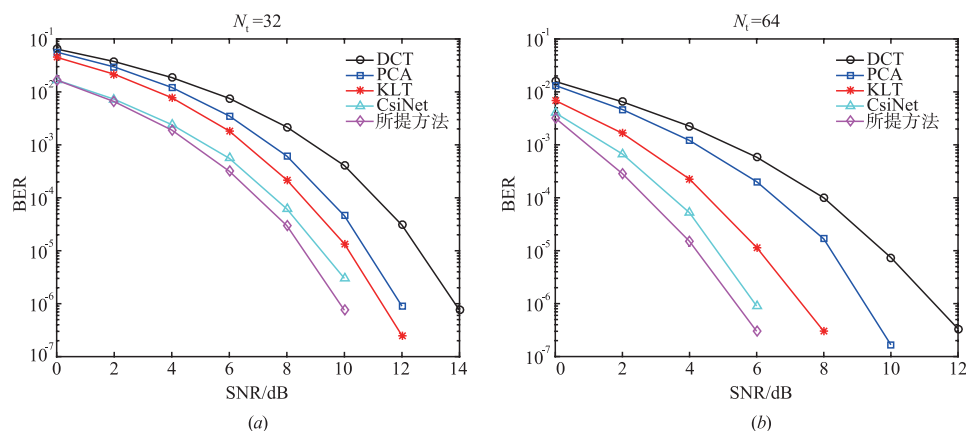 Nt=32
10-1
10-2
10-3
10-4
10-5
10-6
10-7
BER
DCT
PCA
KLT
CsiNet
所提方法
0 2 4 6 8 10 12 14
SNR/dB
(a)
Nt=64
10-1
10-2
10-3
10-4
10-5
10-6
10-7
BER
DCT
PCA
KLT
CsiNet
所提方法
0 2 4 6 8 10 12
SNR/dB
(b)